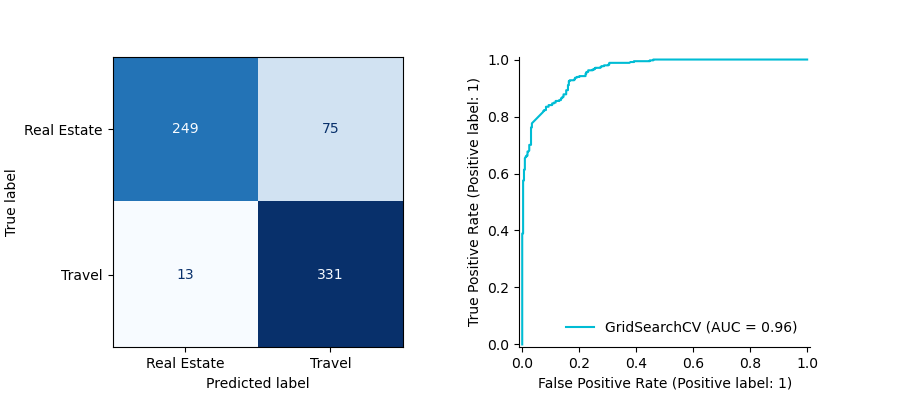 True label
Real Estate
Travel
249
75
13
331
Real Estate
Travel
Predicted label
True Positive Rate (Positive label: 1)
1.0
0.8
0.6
0.4
0.2
0.0
GridSearchCV (AUC = 0.96)
0.0
0.2
0.4
0.6
0.8
1.0
False Positive Rate (Positive label: 1)